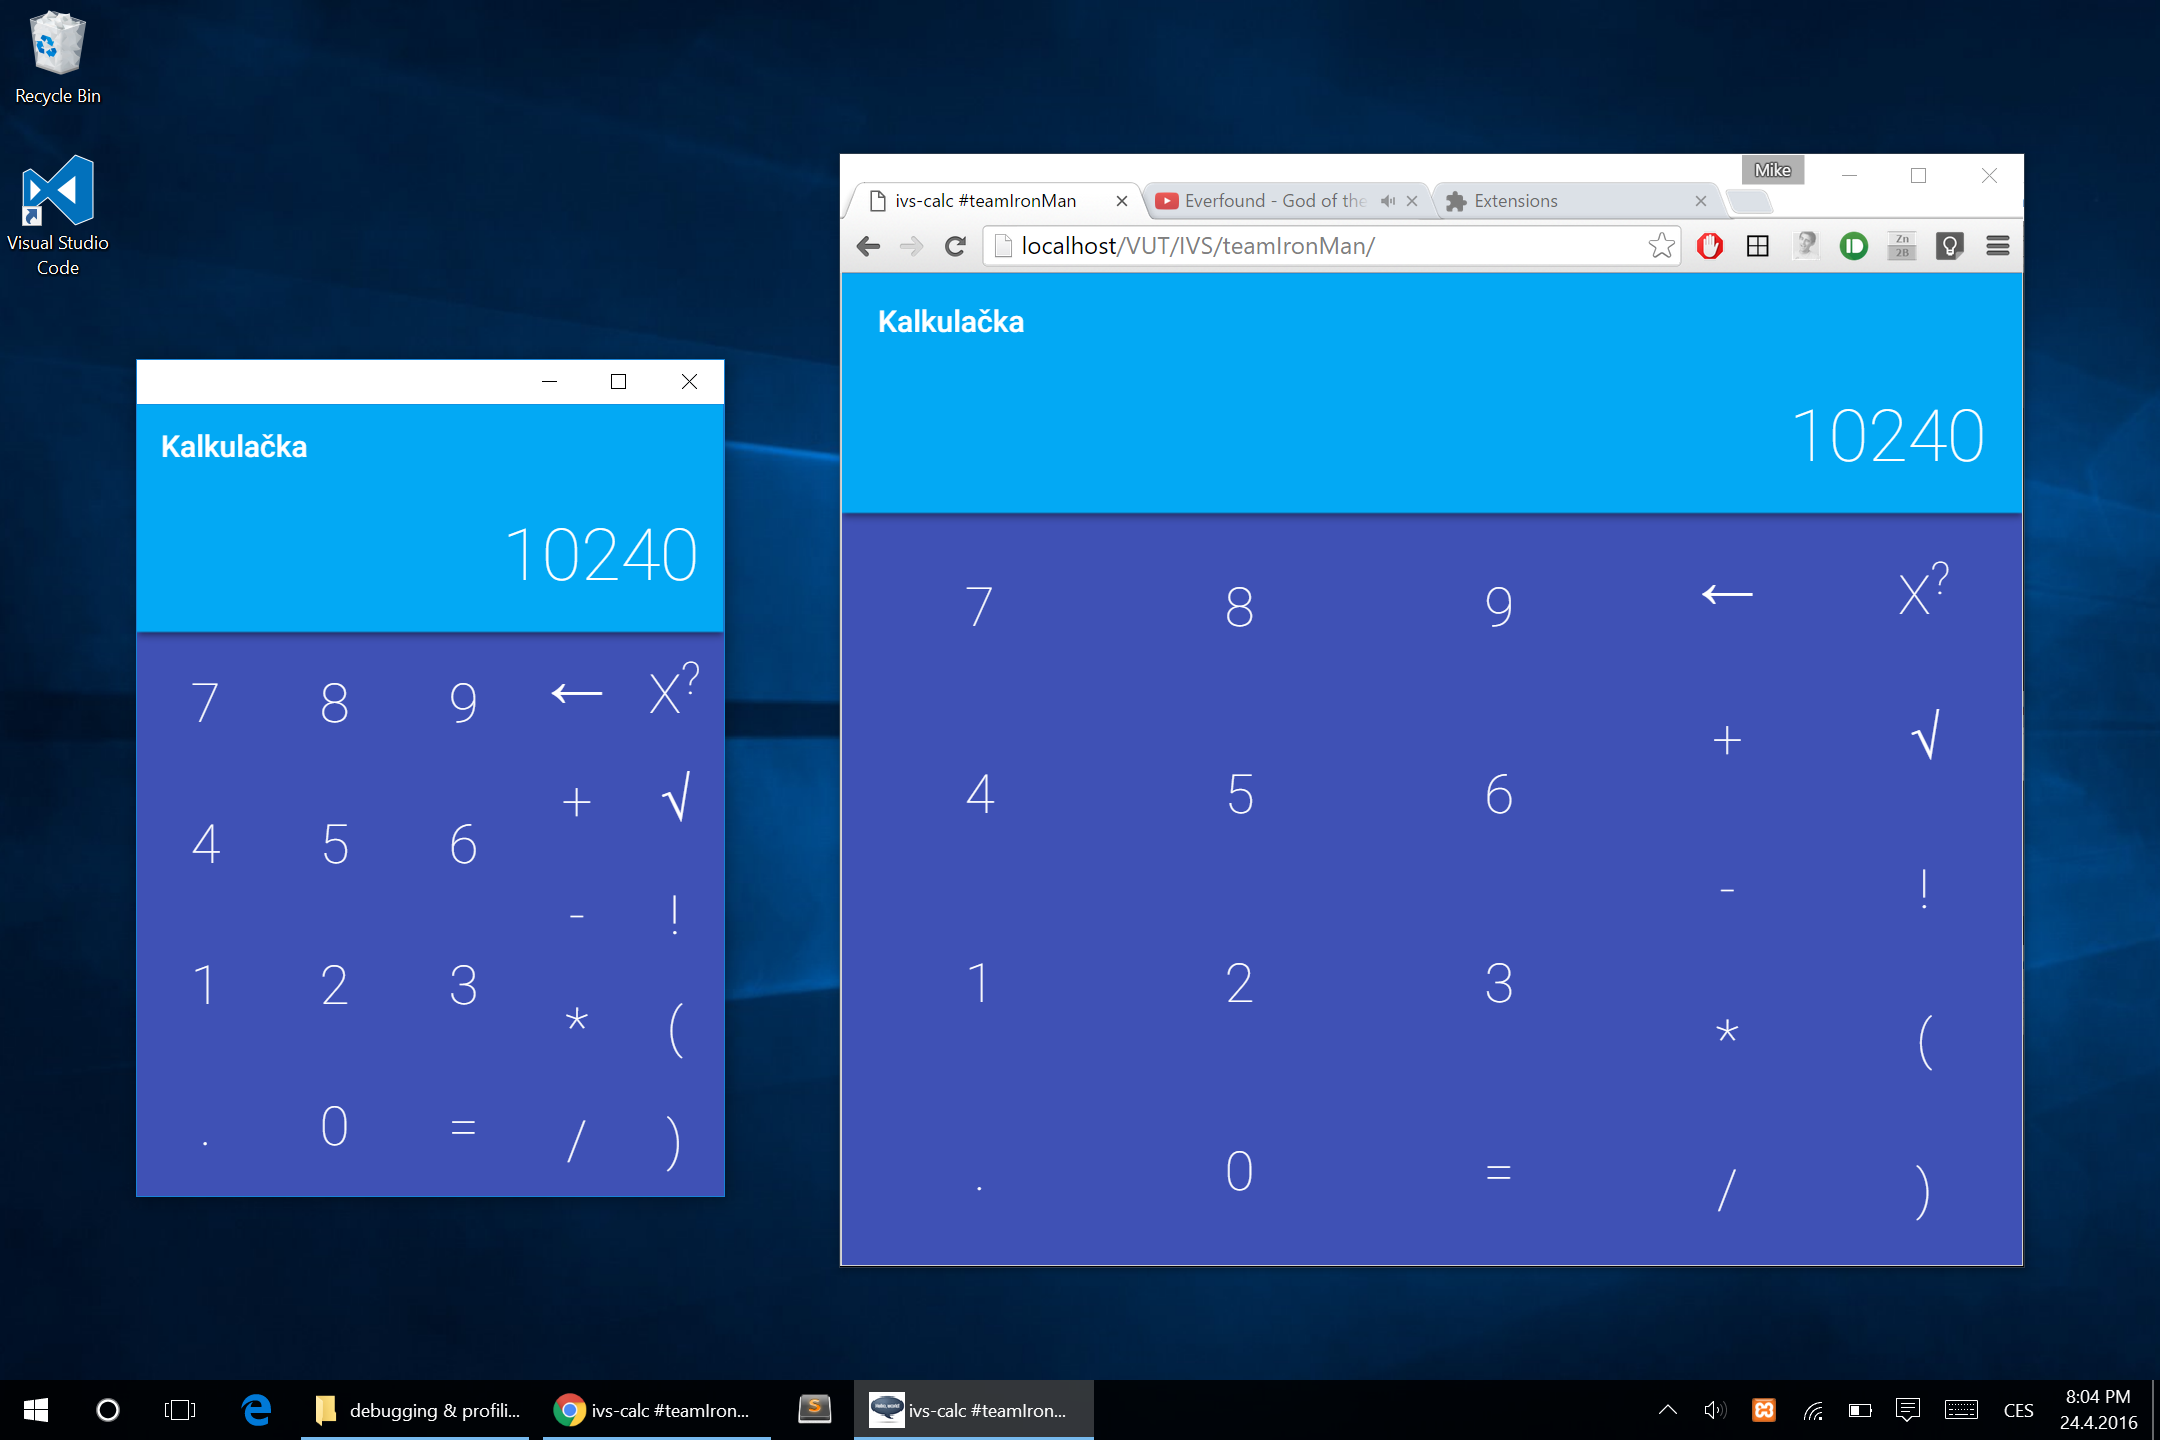 Recycle Bin
Visual Studio
Code
Kalkulačka
10240
7 8 9 ← X?
+ √
4 5 6
- !
1 2 3
* (
. 0 =
/ )
Mike
ivs-calc #teamIronMan
Everfound - God of the
Extensions
localhost/VUT/IVS/teamIronMan/
Zn
2B
Kalkulačka
10240
7 8 9 ← X?
+ √
4 5 6
- !
1 2 3
* (
. 0 =
/ )
debugging & profili...
ivs-calc #teamIron...
S
ivs-calc #teamIron...
CES
8:04 PM
24.4.2016